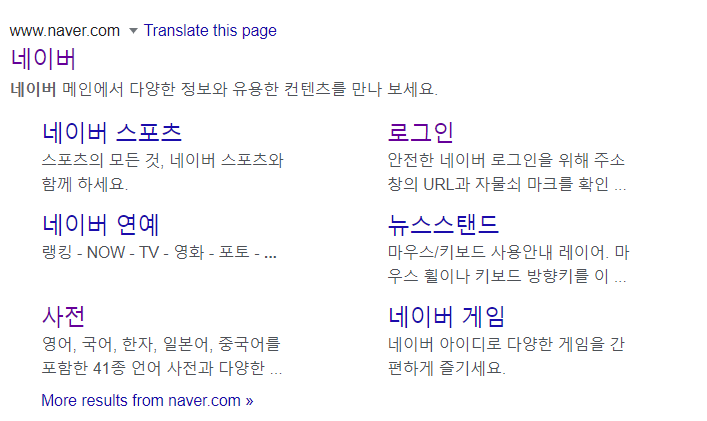 www.naver.com ▼ Translate this page
네이버
네이버 메인에서 다양한 정보와 유용한 컨텐츠를 만나 보세요.
네이버 스포츠
스포츠의 모든 것, 네이버 스포츠와
함께 하세요.
로그인
안전한 네이버 로그인을 위해 주소
창의 URL과 자물쇠 마크를 확인 ...
네이버 연예
랭킹 - NOW - TV - 영화 - 포토 - ...
뉴스스탠드
마우스/키보드 사용안내 레이어. 마
우스 휠이나 키보드 방향키를 이 ...
사전
영어, 국어, 한자, 일본어, 중국어를
포함한 41종 언어 사전과 다양한 ...
네이버 게임
네이버 아이디로 다양한 게임을 간
편하게 즐기세요.
More results from naver.com »